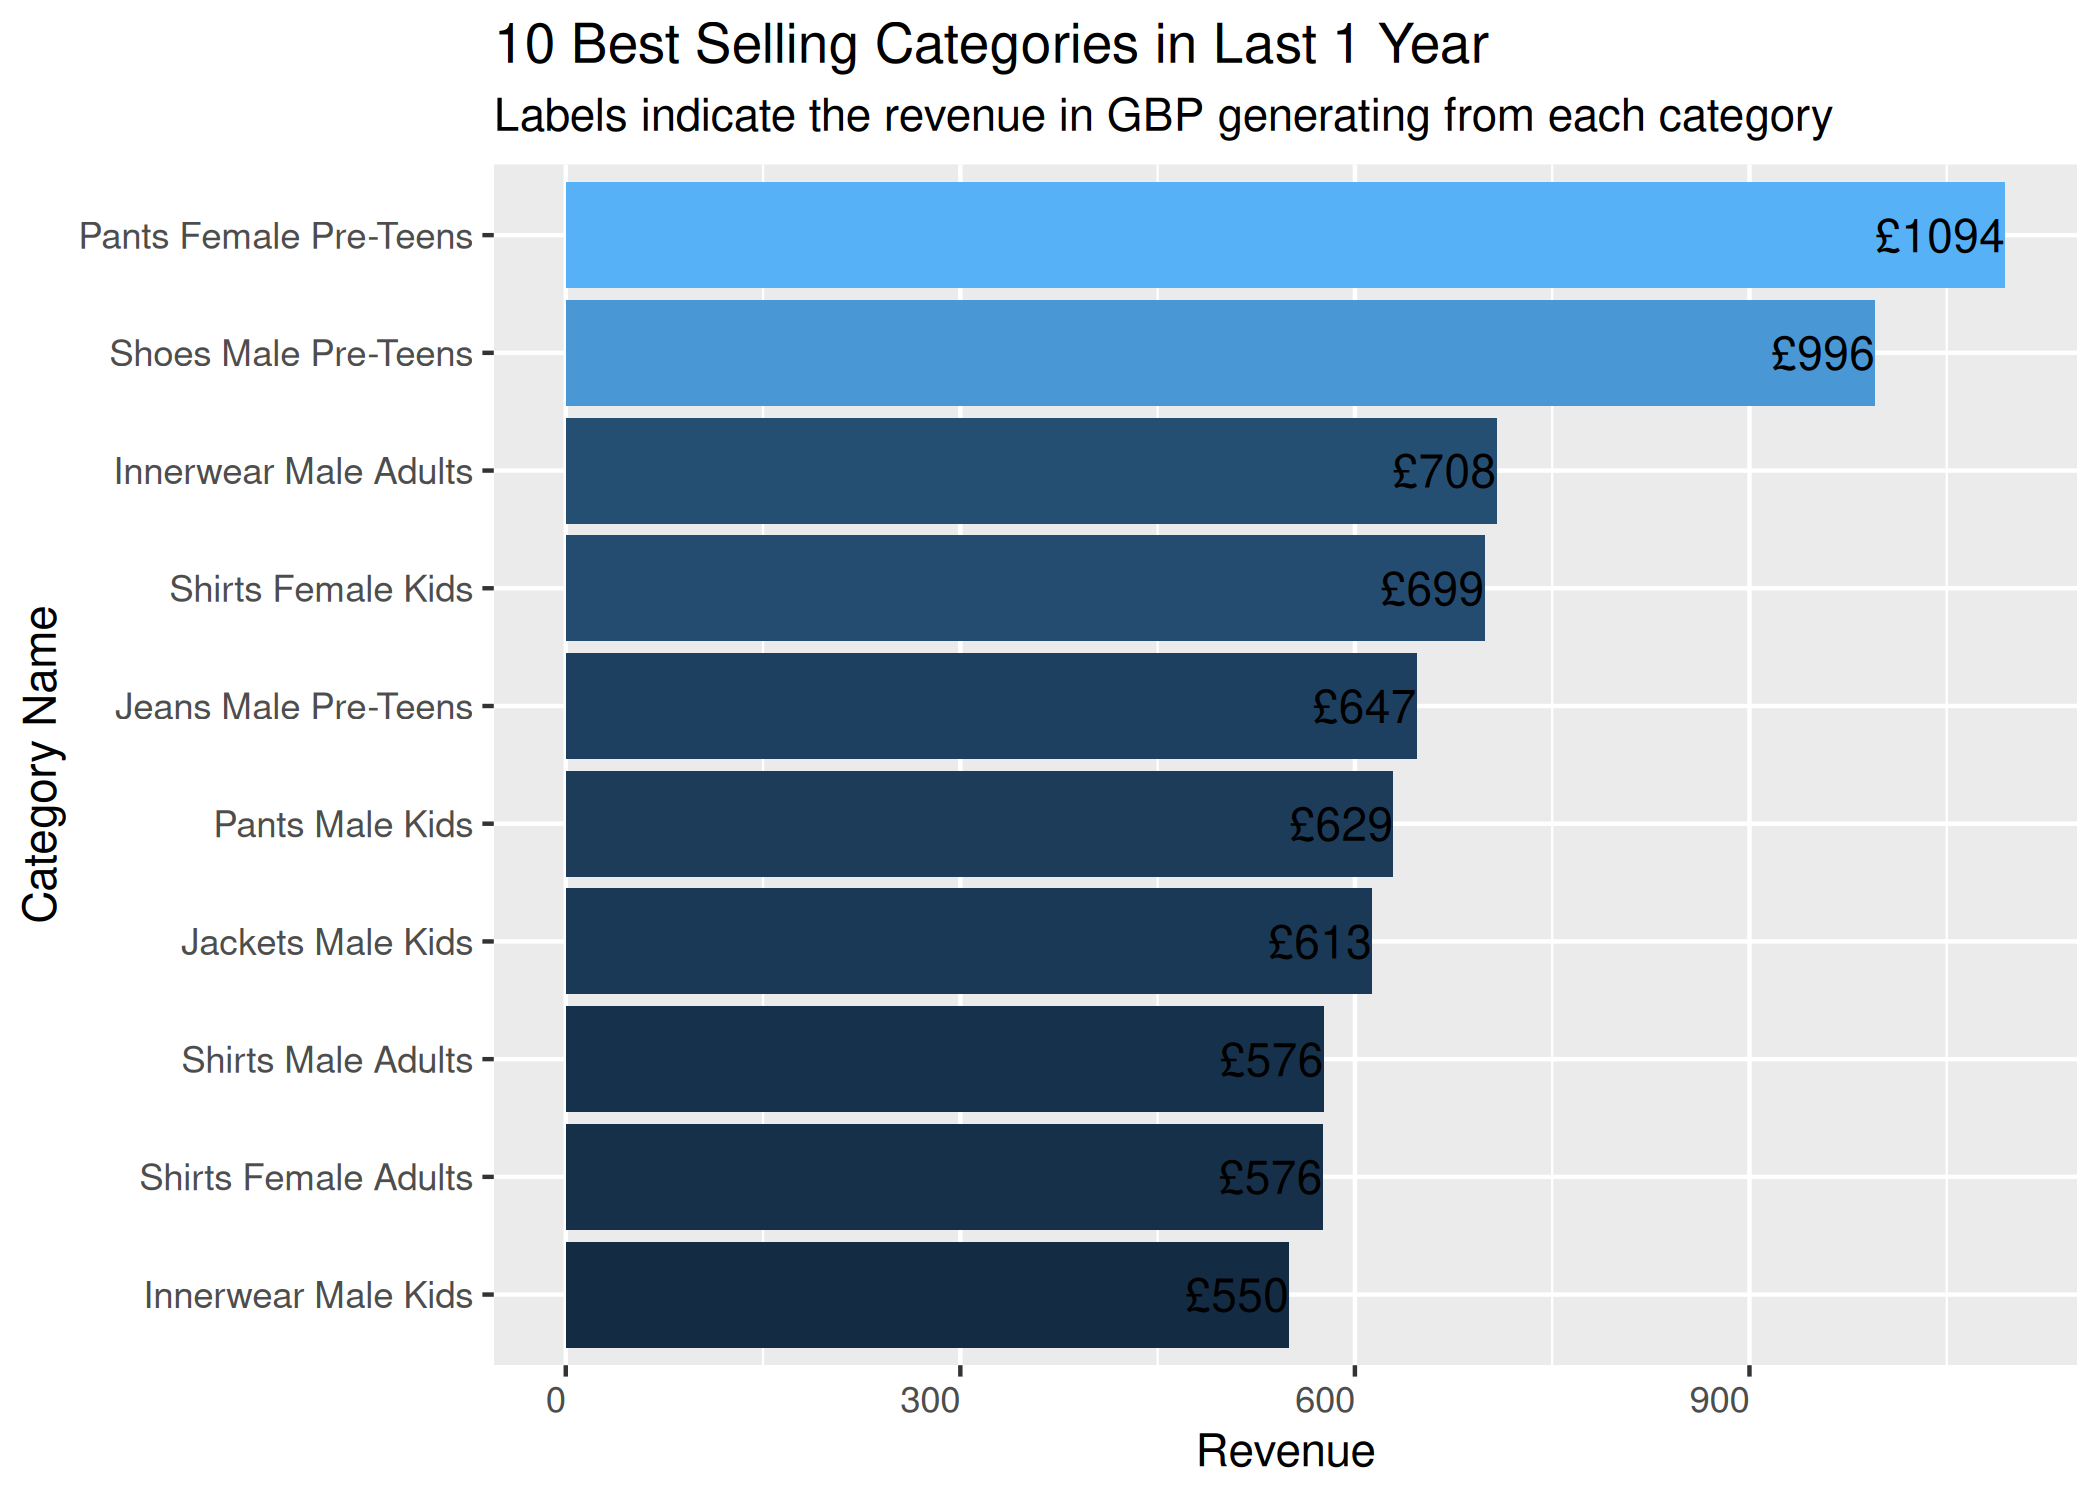 10 Best Selling Categories in Last 1 Year
Labels indicate the revenue in GBP generating from each category
Category Name
Pants Female Pre-Teens £1094
Shoes Male Pre-Teens £996
Innerwear Male Adults £708
Shirts Female Kids £699
Jeans Male Pre-Teens £647
Pants Male Kids £629
Jackets Male Kids £613
Shirts Male Adults £576
Shirts Female Adults £576
Innerwear Male Kids £550
0 300 600 900
Revenue